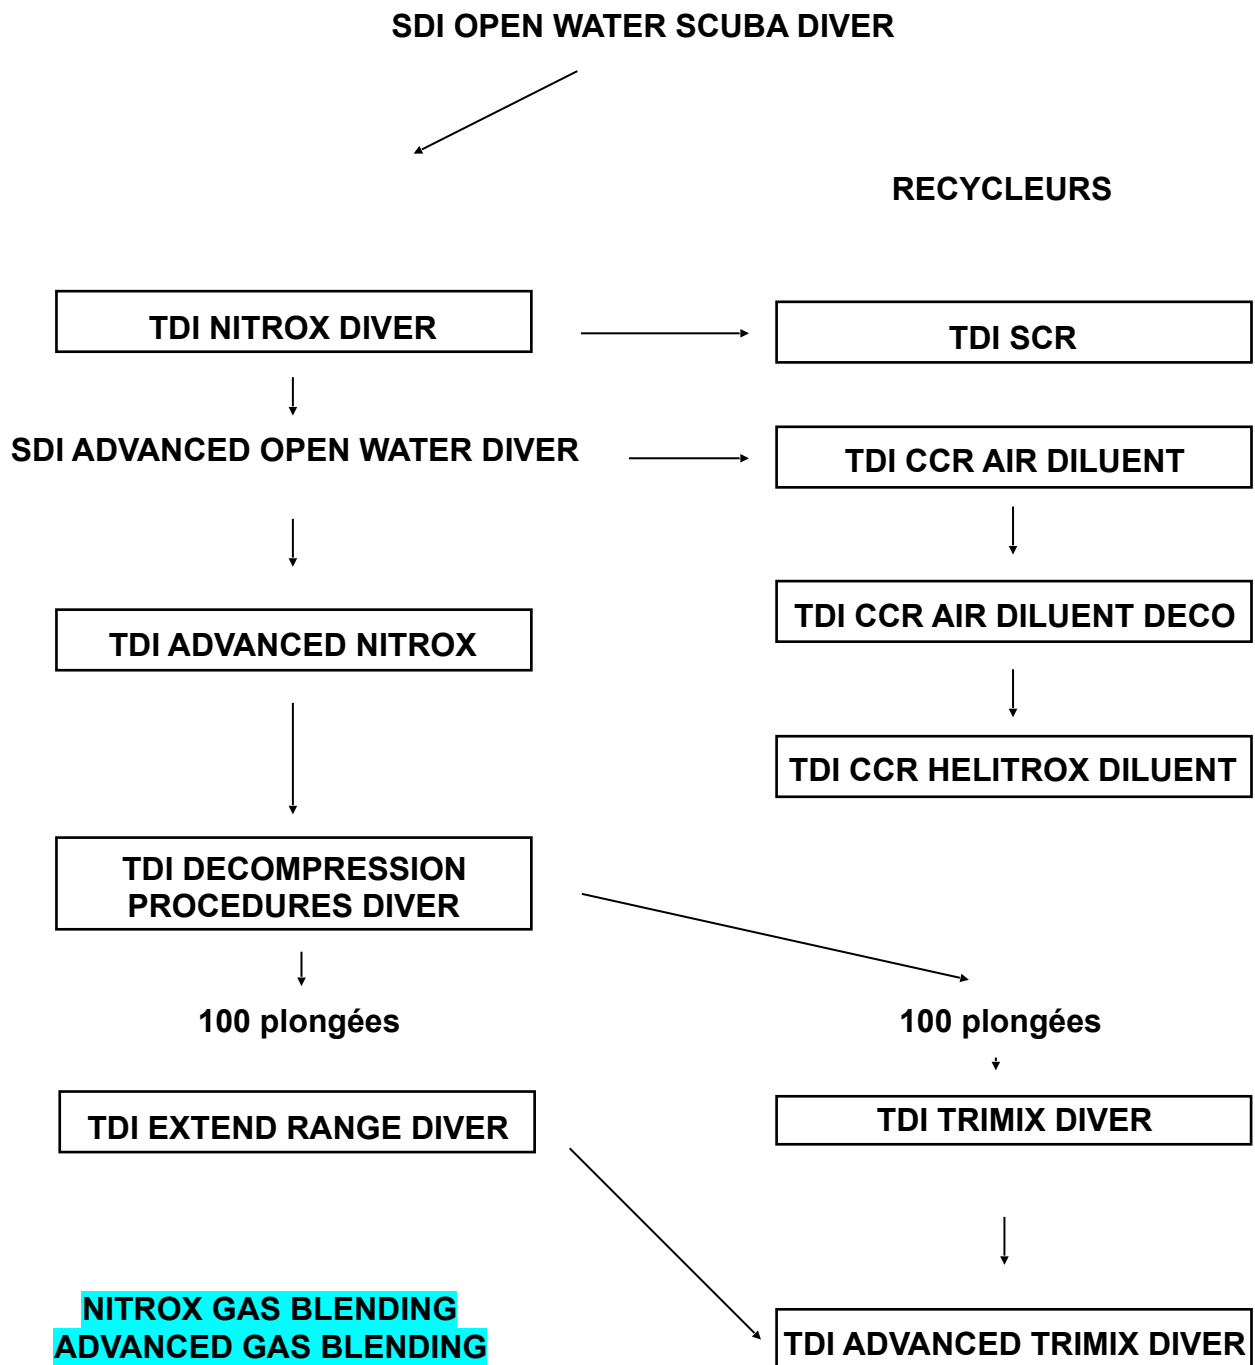 SDI OPEN WATER SCUBA DIVER
RECYCLEURS
TDI NITROX DIVER
TDI SCR
SDI ADVANCED OPEN WATER DIVER
TDI CCR AIR DILUENT
TDI CCR AIR DILUENT DECO
TDI ADVANCED NITROX
TDI CCR HELITROX DILUENT
TDI DECOMPRESSION
PROCEDURES DIVER
100 plongées
100 plongées
TDI EXTEND RANGE DIVER
TDI TRIMIX DIVER
NITROX GAS BLENDING
ADVANCED GAS BLENDING
TDI ADVANCED TRIMIX DIVER